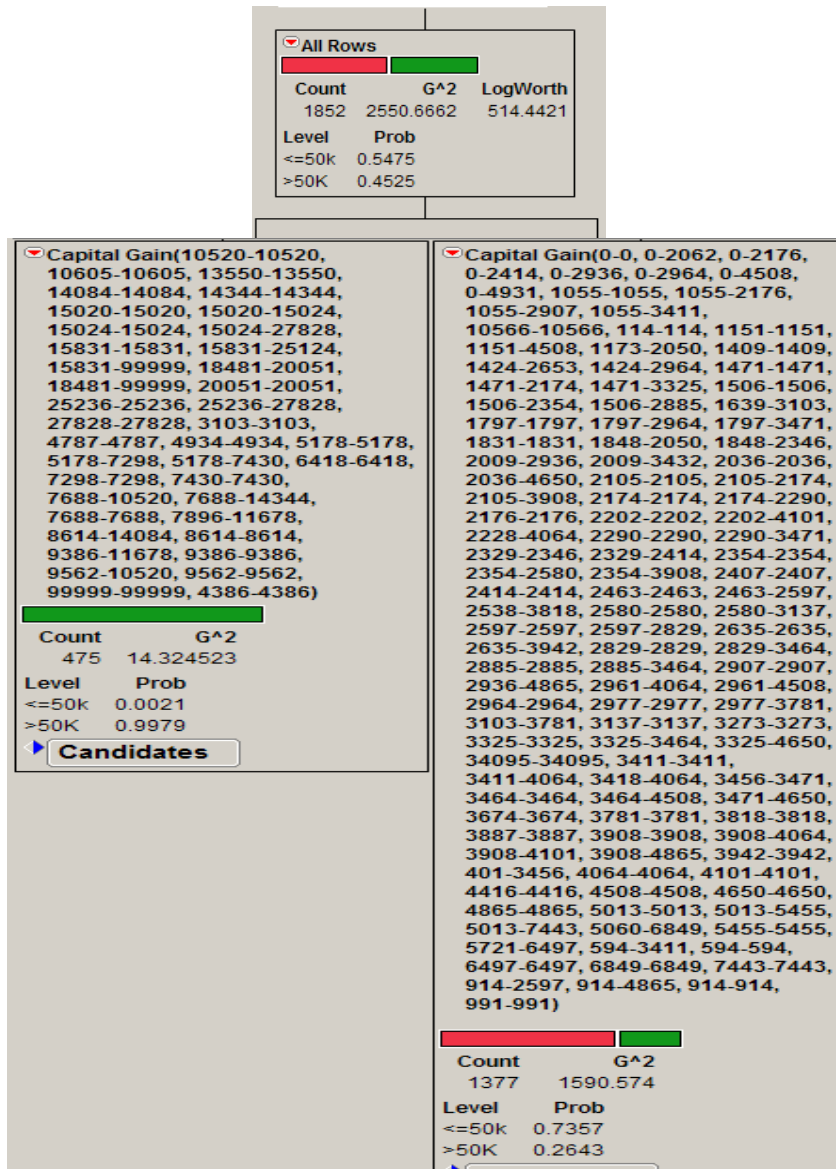 All Rows
Count G^2 LogWorth
1852 2550.6662 514.4421
Level Prob
<=50k 0.5475
>50K 0.4525
Capital Gain(10520-10520,
10605-10605, 13550-13550,
14084-14084, 14344-14344,
15020-15020, 15020-15024,
15024-15024, 15024-27828,
15831-15831, 15831-25124,
15831-99999, 18481-20051,
18481-99999, 20051-20051,
25236-25236, 25236-27828,
27828-27828, 3103-3103,
4787-4787, 4934-4934, 5178-5178,
5178-7298, 5178-7430, 6418-6418,
7298-7298, 7430-7430,
7688-10520, 7688-14344,
7688-7688, 7896-11678,
8614-14084, 8614-8614,
9386-11678, 9386-9386,
9562-10520, 9562-9562,
99999-99999, 4386-4386)
Count G^2
475 14.324523
Level Prob
<=50k 0.0021
>50K 0.9979
Candidates
Capital Gain(0-0, 0-2062, 0-2176,
0-2414, 0-2936, 0-2964, 0-4508,
0-4931, 1055-1055, 1055-2176,
1055-2907, 1055-3411,
10566-10566, 114-114, 1151-1151,
1151-4508, 1173-2050, 1409-1409,
1424-2653, 1424-2964, 1471-1471,
1471-2174, 1471-3325, 1506-1506,
1506-2354, 1506-2885, 1639-3103,
1797-1797, 1797-2964, 1797-3471,
1831-1831, 1848-2050, 1848-2346,
2009-2936, 2009-3432, 2036-2036,
2036-4650, 2105-2105, 2105-2174,
2105-3908, 2174-2174, 2174-2290,
2176-2176, 2202-2202, 2202-4101,
2228-4064, 2290-2290, 2290-3471,
2329-2346, 2329-2414, 2354-2354,
2354-2580, 2354-3908, 2407-2407,
2414-2414, 2463-2463, 2463-2597,
2538-3818, 2580-2580, 2580-3137,
2597-2597, 2597-2829, 2635-2635,
2635-3942, 2829-2829, 2829-3464,
2885-2885, 2885-3464, 2907-2907,
2936-4865, 2961-4064, 2961-4508,
2964-2964, 2977-2977, 2977-3781,
3103-3781, 3137-3137, 3273-3273,
3325-3325, 3325-3464, 3325-4650,
34095-34095, 3411-3411,
3411-4064, 3418-4064, 3456-3471,
3464-3464, 3464-4508, 3471-4650,
3674-3674, 3781-3781, 3818-3818,
3887-3887, 3908-3908, 3908-4064,
3908-4101, 3908-4865, 3942-3942,
401-3456, 4064-4064, 4101-4101,
4416-4416, 4508-4508, 4650-4650,
4865-4865, 5013-5013, 5013-5455,
5013-7443, 5060-6849, 5455-5455,
5721-6497, 594-3411, 594-594,
6497-6497, 6849-6849, 7443-7443,
914-2597, 914-4865, 914-914,
991-991)
Count G^2
1377 1590.574
Level Prob
<=50k 0.7357
>50K 0.2643